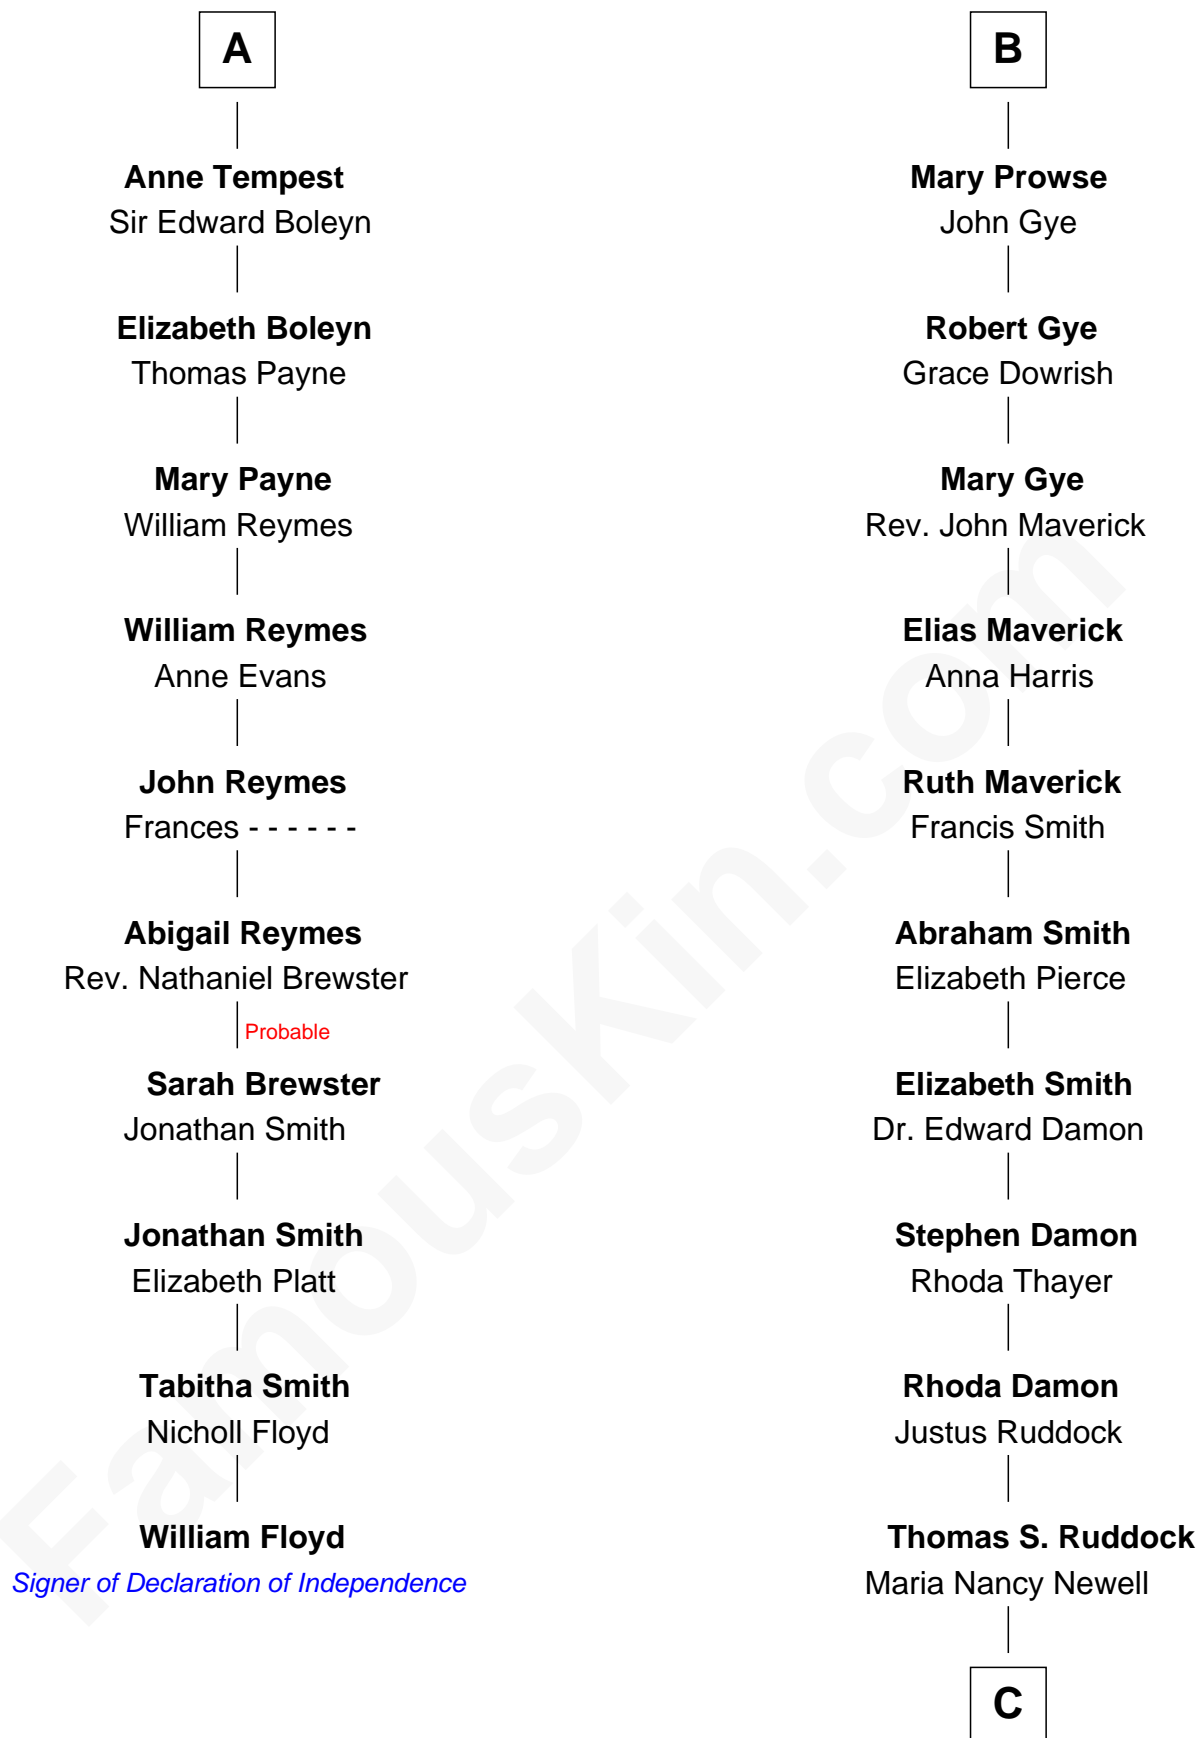 A
Anne Tempest
Sir Edward Boleyn
Elizabeth Boleyn
Thomas Payne
Mary Payne
William Reymes
William Reymes
Anne Evans
John Reymes
Frances - - - - - -
Abigail Reymes
Rev. Nathaniel Brewster
Probable
Sarah Brewster
Jonathan Smith
Jonathan Smith
Elizabeth Platt
Tabitha Smith
Nicholl Floyd
William Floyd
Signer of Declaration of Independence
B
Mary Prowse
John Gye
Robert Gye
Grace Dowrish
Mary Gye
Rev. John Maverick
Elias Maverick
Anna Harris
Ruth Maverick
Francis Smith
Abraham Smith
Elizabeth Pierce
Elizabeth Smith
Dr. Edward Damon
Stephen Damon
Rhoda Thayer
Rhoda Damon
Justus Ruddock
Thomas S. Ruddock
Maria Nancy Newell
C
FamousKin.com